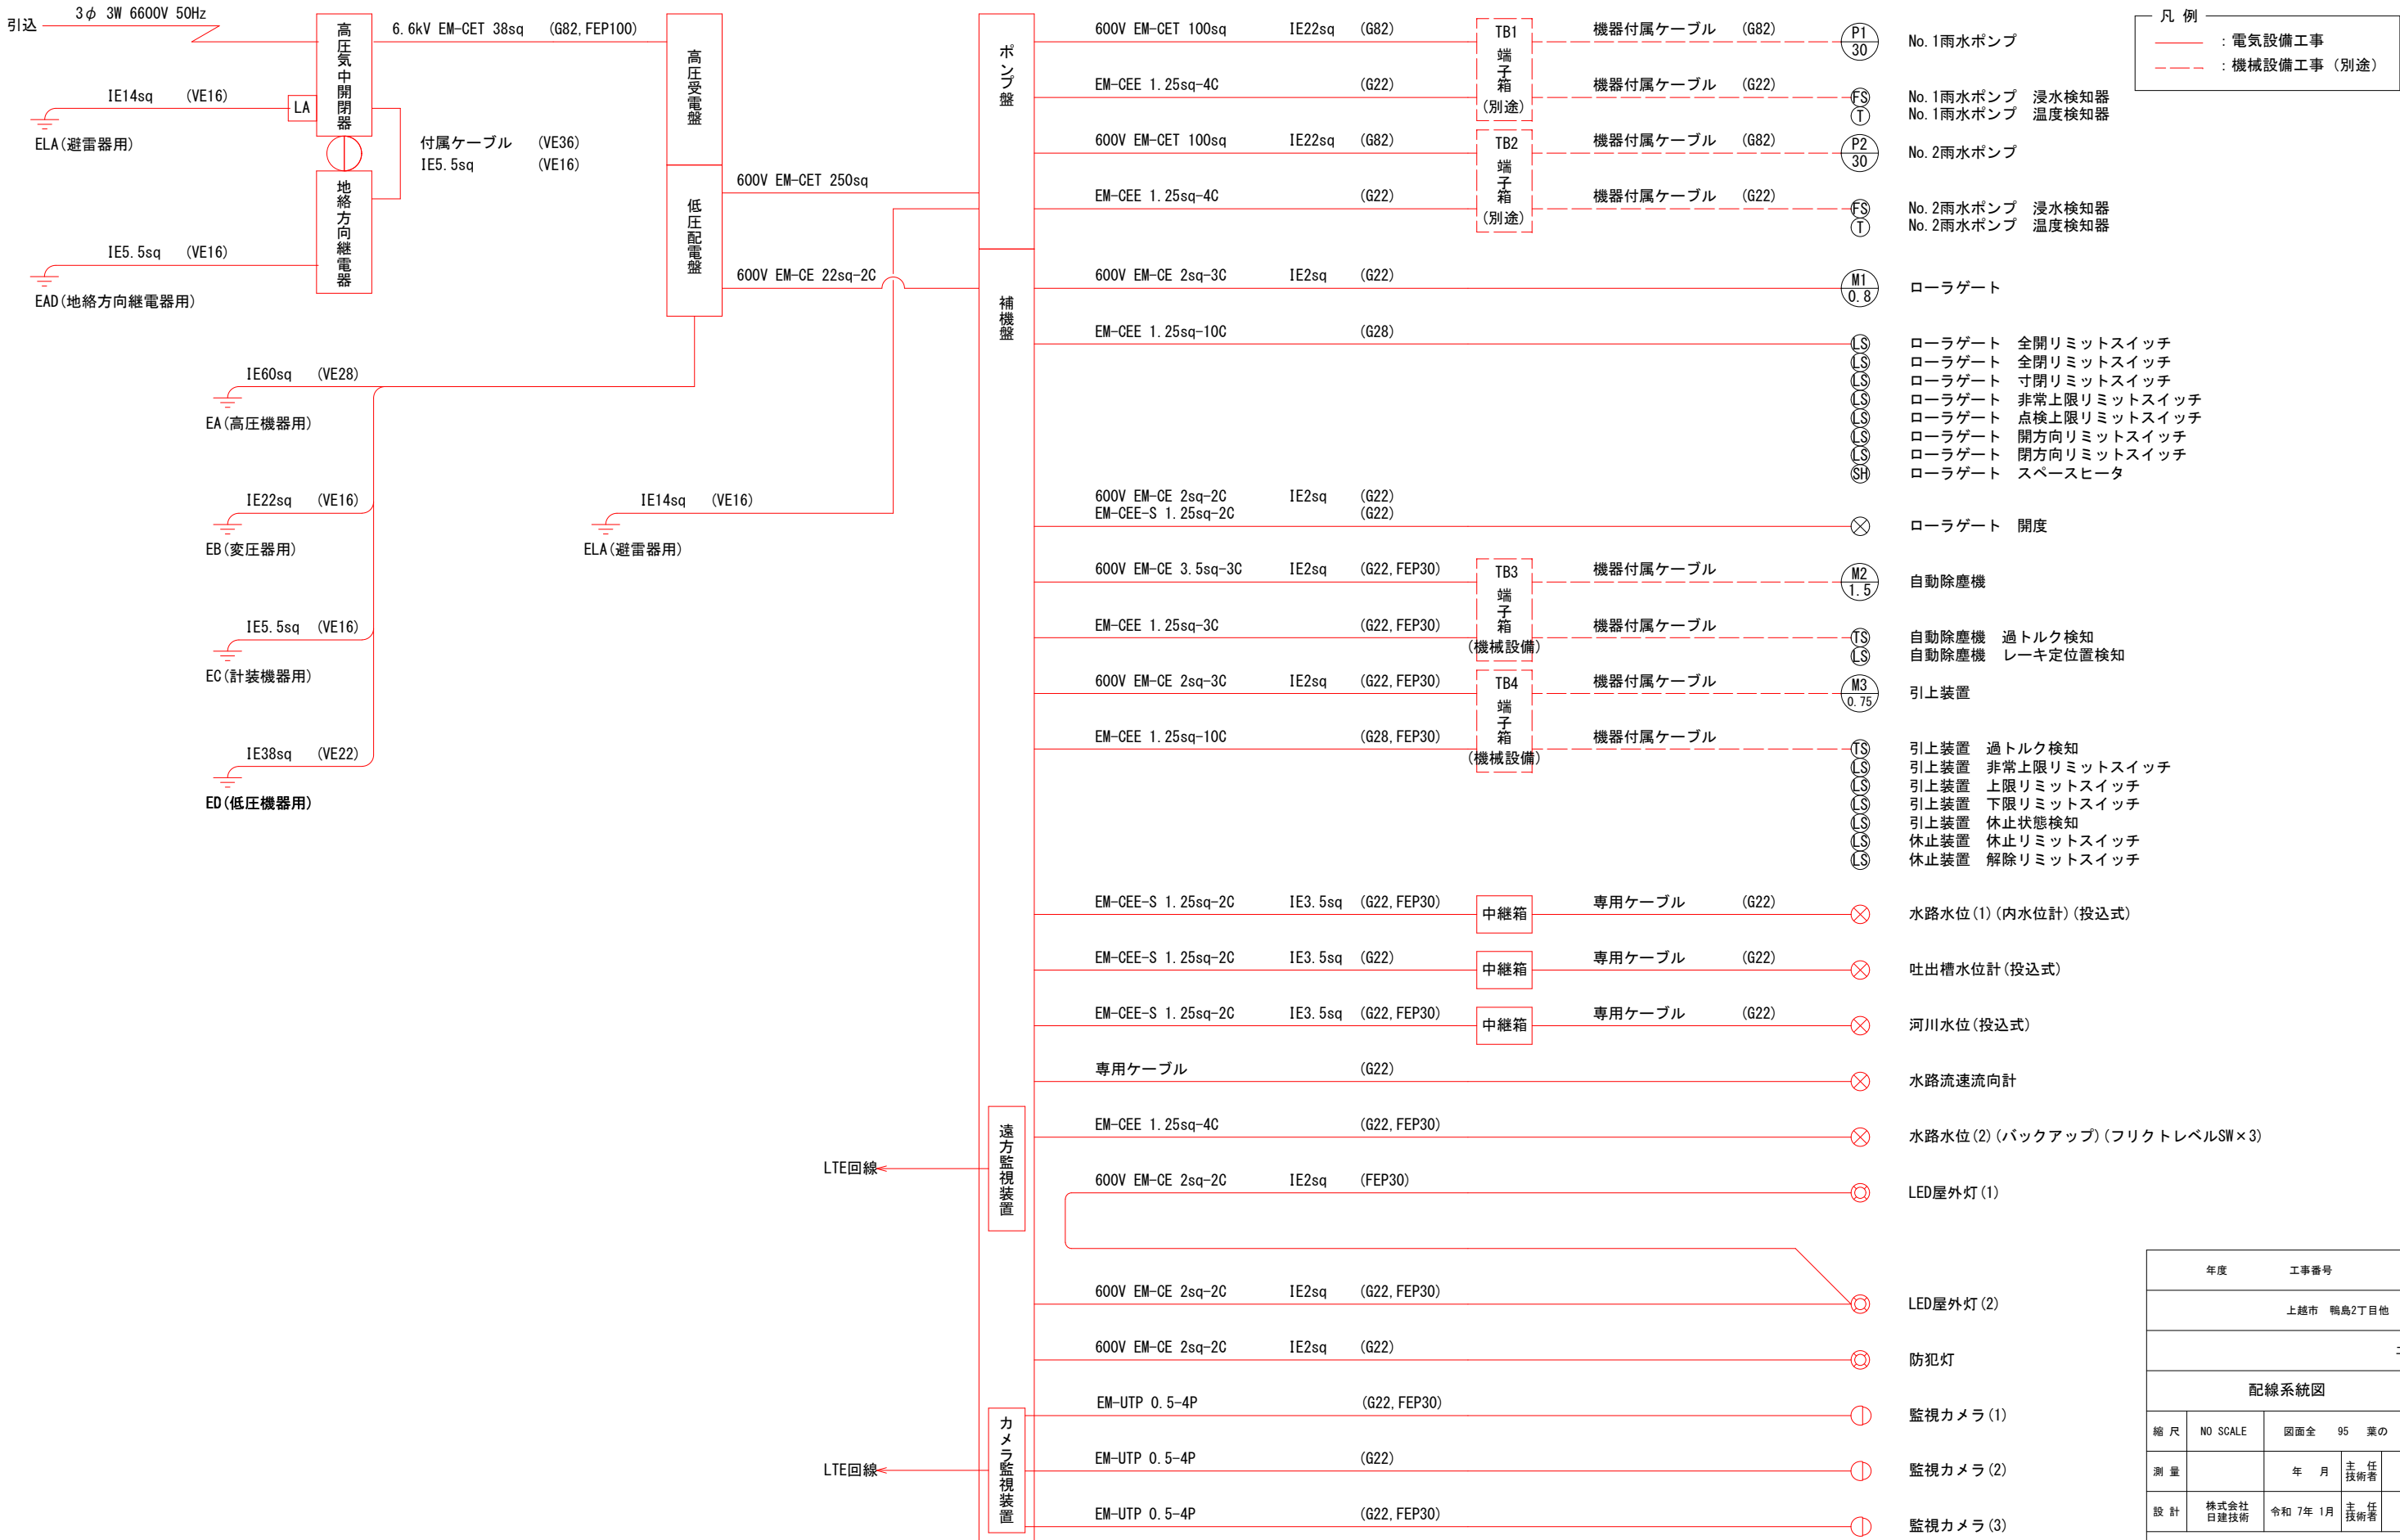 引込 3φ 3W 6600V 50Hz
高圧気中開閉器
LA
IE14sq (VE16)
ELA(避雷器用)
付属ケーブル (VE36)
IE5.5sq (VE16)
地絡方向継電器
IE5.5sq (VE16)
EAD(地絡方向継電器用)
6.6kV EM-CET 38sq (G82,FEP100)
高圧受電盤
低圧配電盤
600V EM-CET 250sq
600V EM-CE 22sq-2C
IE60sq (VE28)
EA(高圧機器用)
IE22sq (VE16)
EB(変圧器用)
IE5.5sq (VE16)
EC(計装機器用)
IE38sq (VE22)
ED(低圧機器用)
IE14sq (VE16)
ELA(避雷器用)
ポンプ盤
補機盤
遠方監視装置
LTE回線
カメラ監視装置
LTE回線
600V EM-CET 100sq IE22sq (G82)
TB1
端子箱
(別途)
機器付属ケーブル (G82)
P1
30
No.1雨水ポンプ
EM-CEE 1.25sq-4C (G22)
機器付属ケーブル (G22)
FS No.1雨水ポンプ 浸水検知器
T No.1雨水ポンプ 温度検知器
600V EM-CET 100sq IE22sq (G82)
TB2
端子箱
(別途)
機器付属ケーブル (G82)
P2
30
No.2雨水ポンプ
EM-CEE 1.25sq-4C (G22)
機器付属ケーブル (G22)
FS No.2雨水ポンプ 浸水検知器
T No.2雨水ポンプ 温度検知器
600V EM-CE 2sq-3C IE2sq (G22)
M1
0.8
ローラゲート
EM-CEE 1.25sq-10C (G28)
LS ローラゲート 全開リミットスイッチ
LS ローラゲート 全閉リミットスイッチ
LS ローラゲート 寸閉リミットスイッチ
LS ローラゲート 非常上限リミットスイッチ
LS ローラゲート 点検上限リミットスイッチ
LS ローラゲート 開方向リミットスイッチ
LS ローラゲート 閉方向リミットスイッチ
SH ローラゲート スペースヒータ
600V EM-CE 2sq-2C IE2sq (G22)
EM-CEE-S 1.25sq-2C (G22)
ローラゲート 開度
600V EM-CE 3.5sq-3C IE2sq (G22,FEP30)
TB3
端子箱
(機械設備)
機器付属ケーブル
M2
1.5
自動除塵機
EM-CEE 1.25sq-3C (G22,FEP30)
機器付属ケーブル
TS 自動除塵機 過トルク検知
LS 自動除塵機 レーキ定位置検知
600V EM-CE 2sq-3C IE2sq (G22,FEP30)
TB4
端子箱
(機械設備)
機器付属ケーブル
M3
0.75
引上装置
EM-CEE 1.25sq-10C (G28,FEP30)
機器付属ケーブル
TS 引上装置 過トルク検知
LS 引上装置 非常上限リミットスイッチ
LS 引上装置 上限リミットスイッチ
LS 引上装置 下限リミットスイッチ
LS 引上装置 休止状態検知
LS 休止装置 休止リミットスイッチ
LS 休止装置 解除リミットスイッチ
EM-CEE-S 1.25sq-2C IE3.5sq (G22,FEP30) 中継箱 専用ケーブル (G22) 水路水位(1)(内水位計)(投込式)
EM-CEE-S 1.25sq-2C IE3.5sq (G22) 中継箱 専用ケーブル (G22) 吐出槽水位計(投込式)
EM-CEE-S 1.25sq-2C IE3.5sq (G22,FEP30) 中継箱 専用ケーブル (G22) 河川水位(投込式)
専用ケーブル (G22) 水路流速流向計
EM-CEE 1.25sq-4C (G22,FEP30) 水路水位(2)(バックアップ)(フリクトレベルSW×3)
600V EM-CE 2sq-2C IE2sq (FEP30) LED屋外灯(1)
600V EM-CE 2sq-2C IE2sq (G22,FEP30) LED屋外灯(2)
600V EM-CE 2sq-2C IE2sq (G22) 防犯灯
EM-UTP 0.5-4P (G22,FEP30) 監視カメラ(1)
EM-UTP 0.5-4P (G22) 監視カメラ(2)
EM-UTP 0.5-4P (G22,FEP30) 監視カメラ(3)
凡 例
:電気設備工事
:機械設備工事(別途)
年度 工事番号
上越市 鴨島2丁目他
配線系統図
縮 尺 NO SCALE 図面全 95 葉の
測 量 年 月 主 任 技術者
設 計 株式会社 日建技術 令和 7年 1月 主 任 技術者